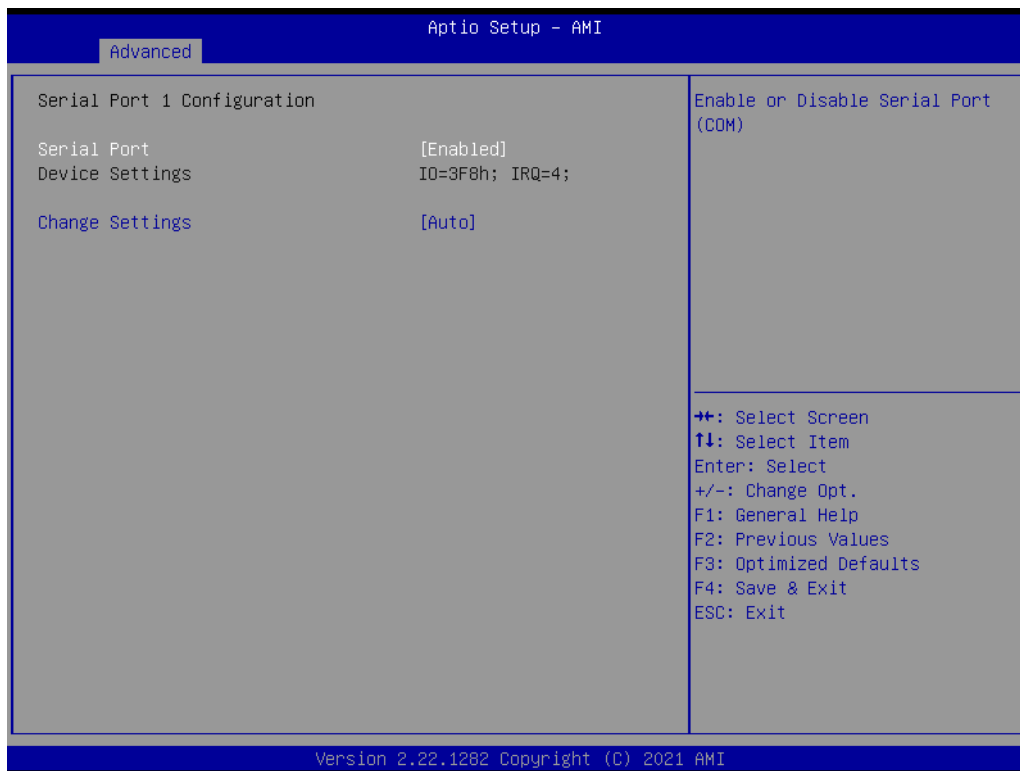 Aptio Setup – AMI
Advanced
Serial Port 1 Configuration
Serial Port [Enabled]
Device Settings IO=3F8h; IRQ=4;
Change Settings [Auto]
Enable or Disable Serial Port
(COM)
→←: Select Screen
↑↓: Select Item
Enter: Select
+/-: Change Opt.
F1: General Help
F2: Previous Values
F3: Optimized Defaults
F4: Save & Exit
ESC: Exit
Version 2.22.1282 Copyright (C) 2021 AMI